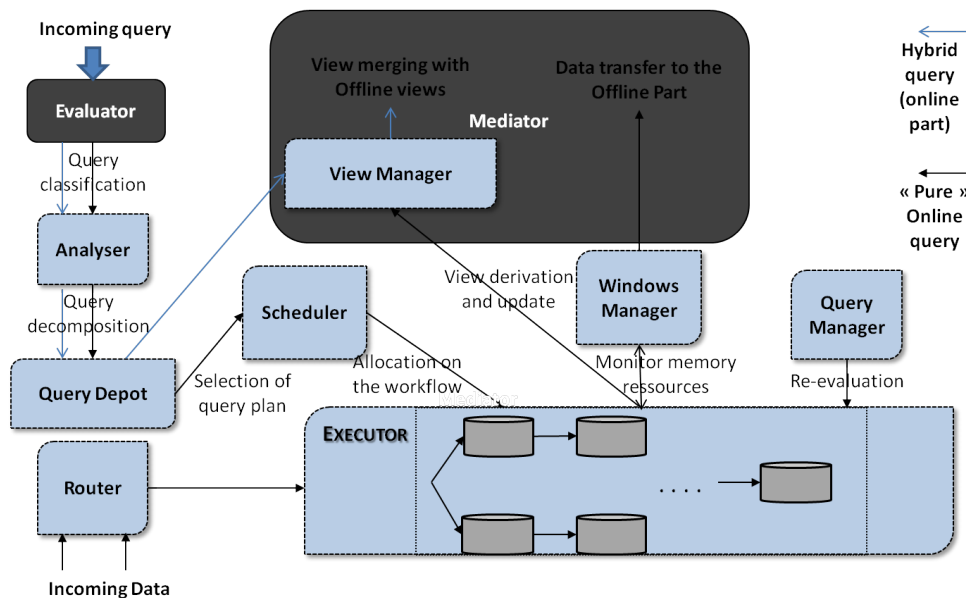 Incoming query
Evaluator
Query
classification
Analyser
Query
decomposition
Query Depot
Router
Incoming Data
View merging with
Offline views
Data transfer to the
Offline Part
Mediator
View Manager
Scheduler
Selection of
query plan
Allocation on
the workflow
View derivation
and update
Windows
Manager
Monitor memory
ressources
Query
Manager
Re-evaluation
Mediator
EXECUTOR
. . . .
Hybrid
query
(online
part)
« Pure »
Online
query